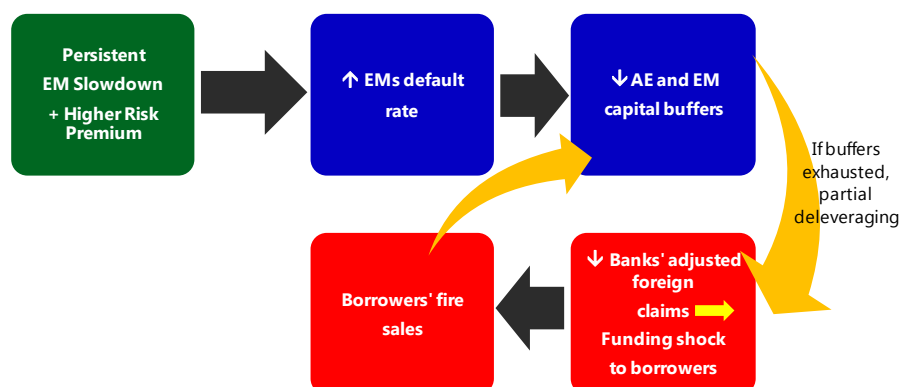 Persistent
EM Slowdown
+ Higher Risk
Premium
↑ EMs default
rate
↓ AE and EM
capital buffers
If buffers
exhausted,
partial
deleveraging
Borrowers' fire
sales
↓ Banks' adjusted
foreign
claims
Funding shock
to borrowers